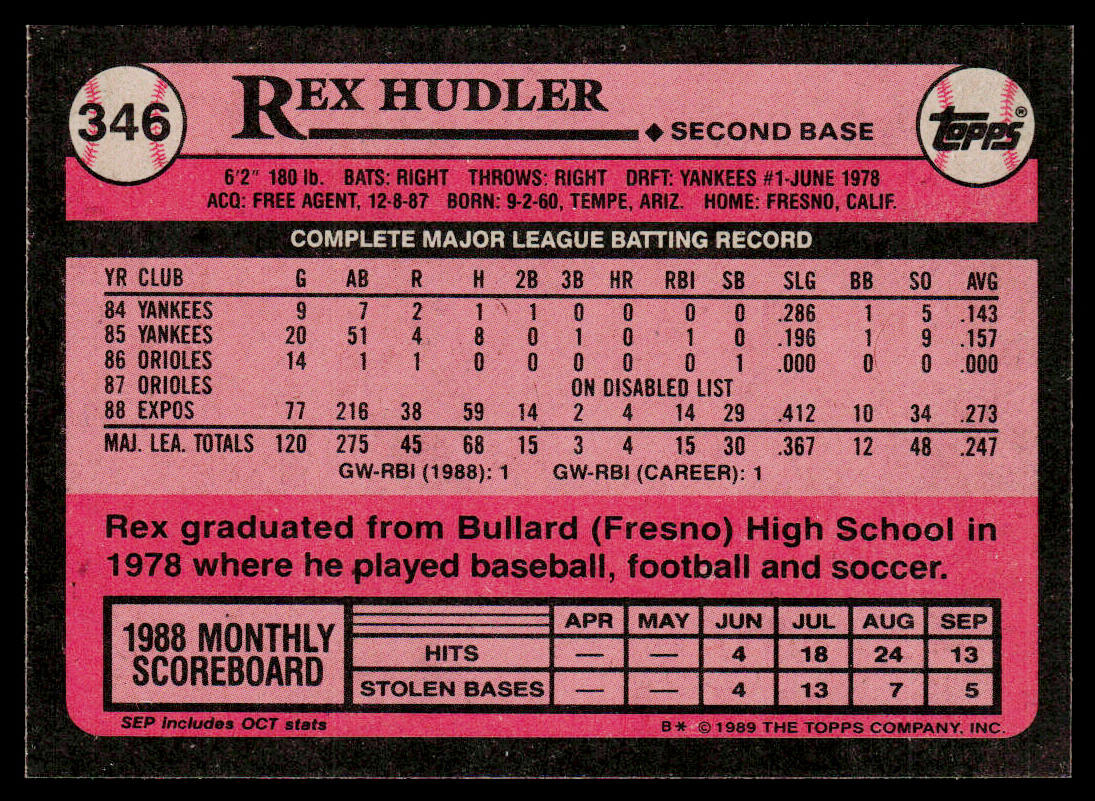 346
REX HUDLER
◆ SECOND BASE
TOPPS®
6'2" 180 lb. BATS: RIGHT THROWS: RIGHT DRFT: YANKEES #1-JUNE 1978
ACQ: FREE AGENT, 12-8-87 BORN: 9-2-60, TEMPE, ARIZ. HOME: FRESNO, CALIF.
COMPLETE MAJOR LEAGUE BATTING RECORD
YR CLUB G AB R H 2B 3B HR RBI SB SLG BB SO AVG
84 YANKEES 9 7 2 1 1 0 0 0 0 .286 1 5 .143
85 YANKEES 20 51 4 8 0 1 0 1 0 .196 1 9 .157
86 ORIOLES 14 1 1 0 0 0 0 0 1 .000 0 0 .000
87 ORIOLES ON DISABLED LIST
88 EXPOS 77 216 38 59 14 2 4 14 29 .412 10 34 .273
MAJ. LEA. TOTALS 120 275 45 68 15 3 4 15 30 .367 12 48 .247
GW-RBI (1988): 1 GW-RBI (CAREER): 1
Rex graduated from Bullard (Fresno) High School in
1978 where he played baseball, football and soccer.
1988 MONTHLY
SCOREBOARD
APR MAY JUN JUL AUG SEP
HITS — — 4 18 24 13
STOLEN BASES — — 4 13 7 5
SEP includes OCT stats
B* © 1989 THE TOPPS COMPANY, INC.